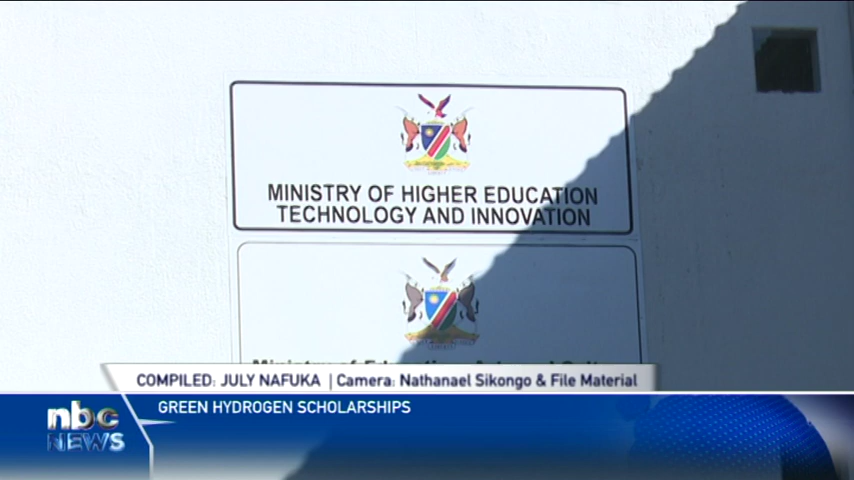 MINISTRY OF HIGHER EDUCATION
TECHNOLOGY AND INNOVATION
COMPILED: JULY NAFUKA | Camera: Nathanael Sikongo & File Material
GREEN HYDROGEN SCHOLARSHIPS
nbc
NEWS